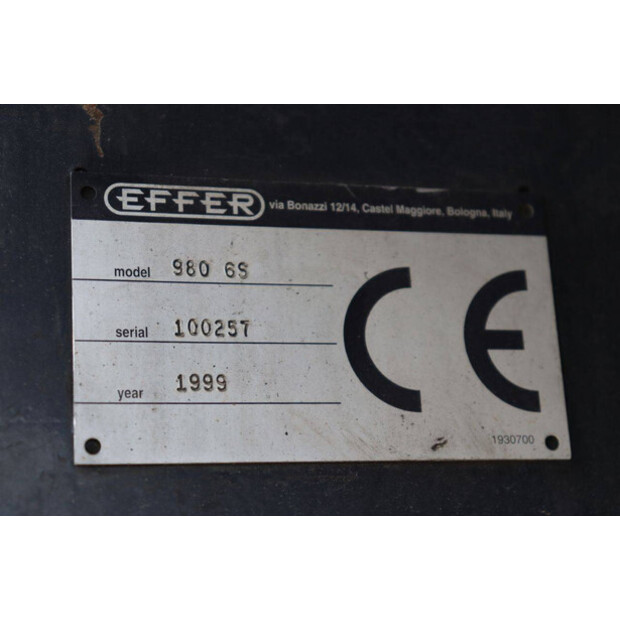 EFFER via Bonazzi 12/14, Castel Maggiore, Bologna, Italy
model 980 6S
serial 100257
year 1999
CE
1930700